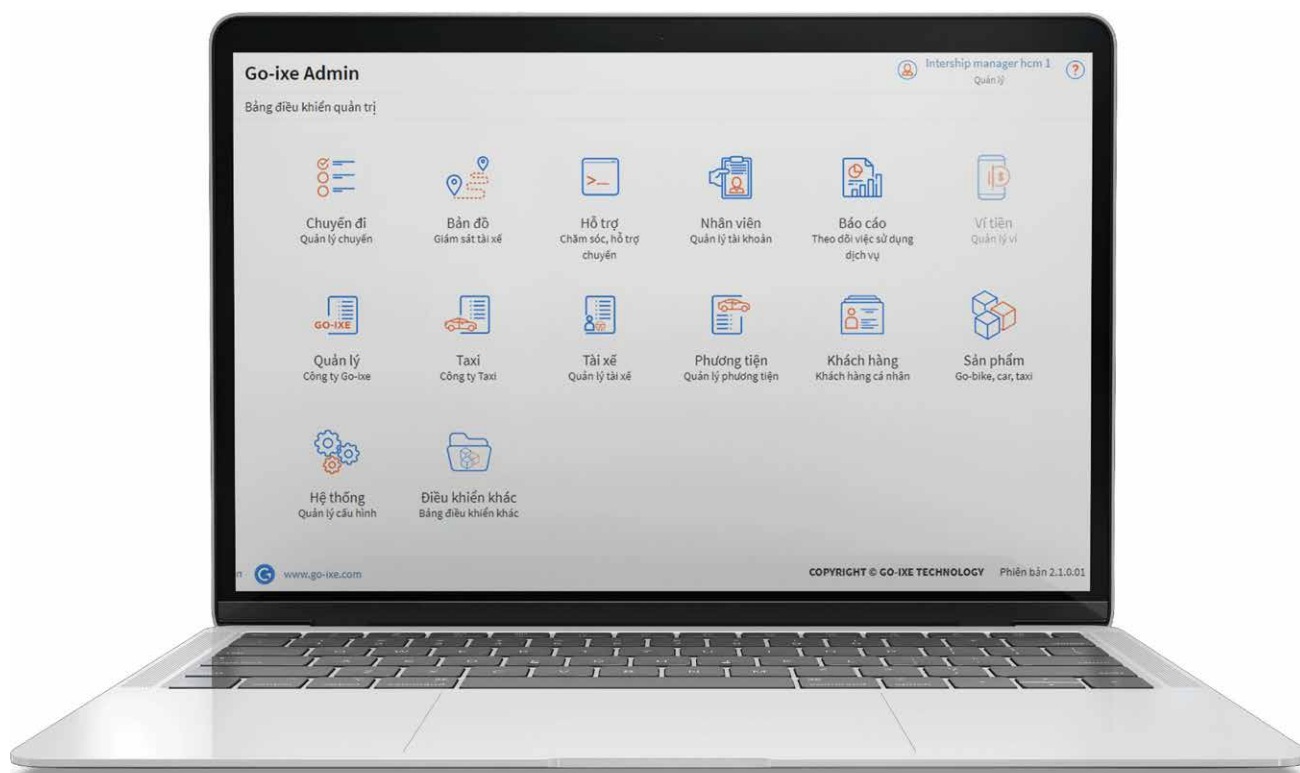 Go-ixe Admin
Intership manager hcm 1
Quản lý
?
Bảng điều khiển quản trị
Chuyến đi
Quản lý chuyến
Bản đồ
Giám sát tài xế
>_
Hỗ trợ
Chăm sóc, hỗ trợ
chuyến
Nhân viên
Quản lý tài khoản
Báo cáo
Theo dõi việc sử dụng
dịch vụ
$
Ví tiền
Quản lý ví
GO-IXE
Quản lý
Công ty Go-ixe
Taxi
Công ty Taxi
Tài xế
Quản lý tài xế
Phương tiện
Quản lý phương tiện
Khách hàng
Khách hàng cá nhân
Sản phẩm
Go-bike, car, taxi
Hệ thống
Quản lý cấu hình
Điều khiển khác
Bảng điều khiển khác
G www.go-ixe.com
COPYRIGHT © GO-IXE TECHNOLOGY Phiên bản 2.1.0.01